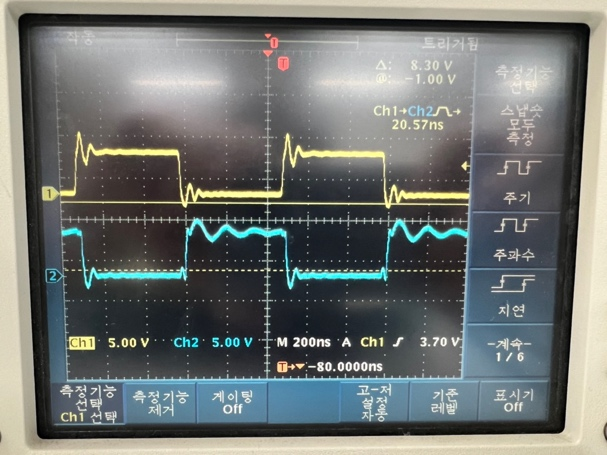 작동
트리거됨
T
T
Δ: 8.30 V
@: -1.00 V
Ch1→Ch2
20.57ns
1
2
Ch1 5.00 V Ch2 5.00 V M 200ns A Ch1 3.70 V
T→▼ -80.0000ns
측정기능
선택
스냅숏
모두
측정
주기
주파수
지연
-계속-
1 / 6
측정기능
선택
Ch1 선택
측정기능
제거
게이팅
Off
고-저
설정
자동
기준
레벨
표시기
Off